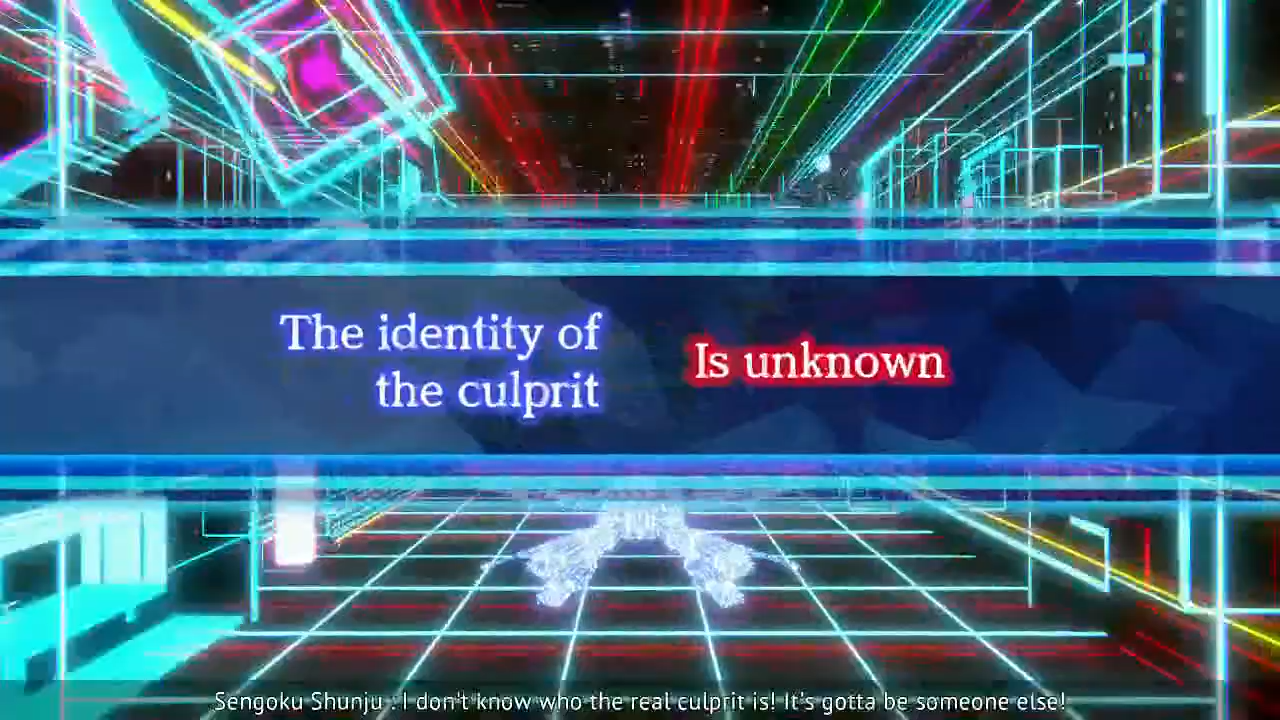 The identity of
the culprit
Is unknown
Sengoku Shunju : I don't know who the real culprit is! It's gotta be someone else!